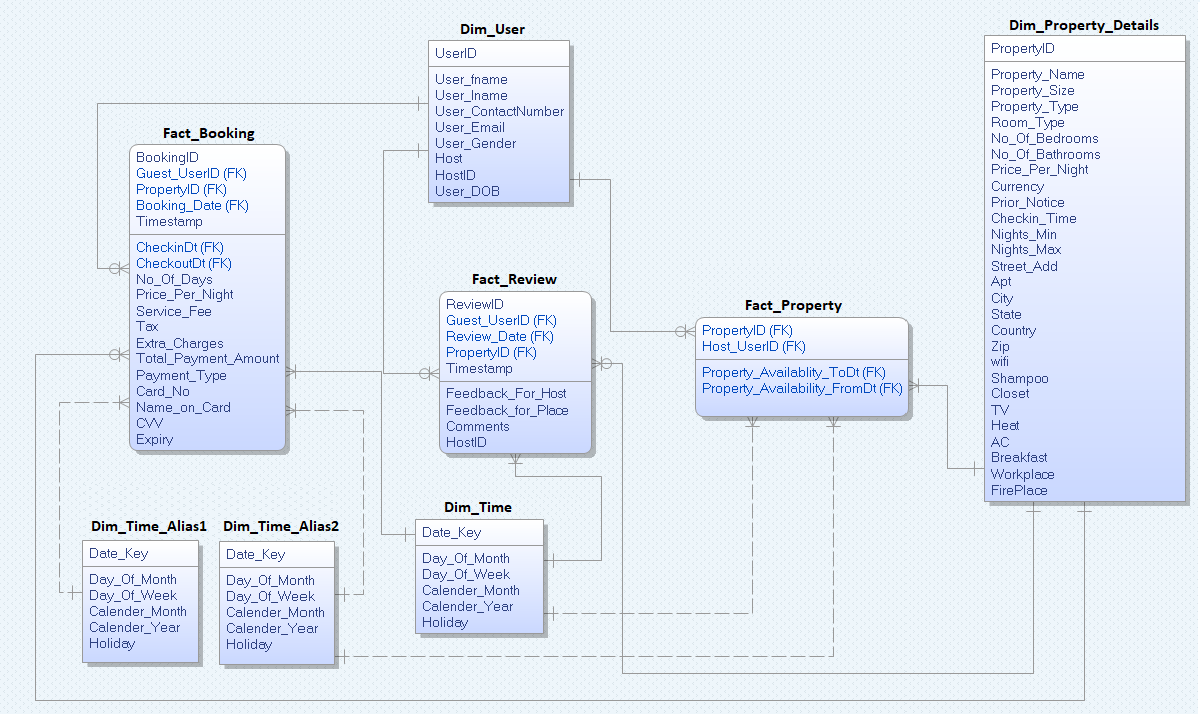 Dim_User
UserID
User_fname
User_lname
User_ContactNumber
User_Email
User_Gender
Host
HostID
User_DOB
Dim_Property_Details
PropertyID
Property_Name
Property_Size
Property_Type
Room_Type
No_Of_Bedrooms
No_Of_Bathrooms
Price_Per_Night
Currency
Prior_Notice
Checkin_Time
Nights_Min
Nights_Max
Street_Add
Apt
City
State
Country
Zip
wifi
Shampoo
Closet
TV
Heat
AC
Breakfast
Workplace
FirePlace
Fact_Booking
BookingID
Guest_UserID (FK)
PropertyID (FK)
Booking_Date (FK)
Timestamp
CheckinDt (FK)
CheckoutDt (FK)
No_Of_Days
Price_Per_Night
Service_Fee
Tax
Extra_Charges
Total_Payment_Amount
Payment_Type
Card_No
Name_on_Card
CVV
Expiry
Fact_Review
ReviewID
Guest_UserID (FK)
Review_Date (FK)
PropertyID (FK)
Timestamp
Feedback_For_Host
Feedback_for_Place
Comments
HostID
Fact_Property
PropertyID (FK)
Host_UserID (FK)
Property_Availablity_ToDt (FK)
Property_Availability_FromDt (FK)
Dim_Time_Alias1
Date_Key
Day_Of_Month
Day_Of_Week
Calender_Month
Calender_Year
Holiday
Dim_Time_Alias2
Date_Key
Day_Of_Month
Day_Of_Week
Calender_Month
Calender_Year
Holiday
Dim_Time
Date_Key
Day_Of_Month
Day_Of_Week
Calender_Month
Calender_Year
Holiday